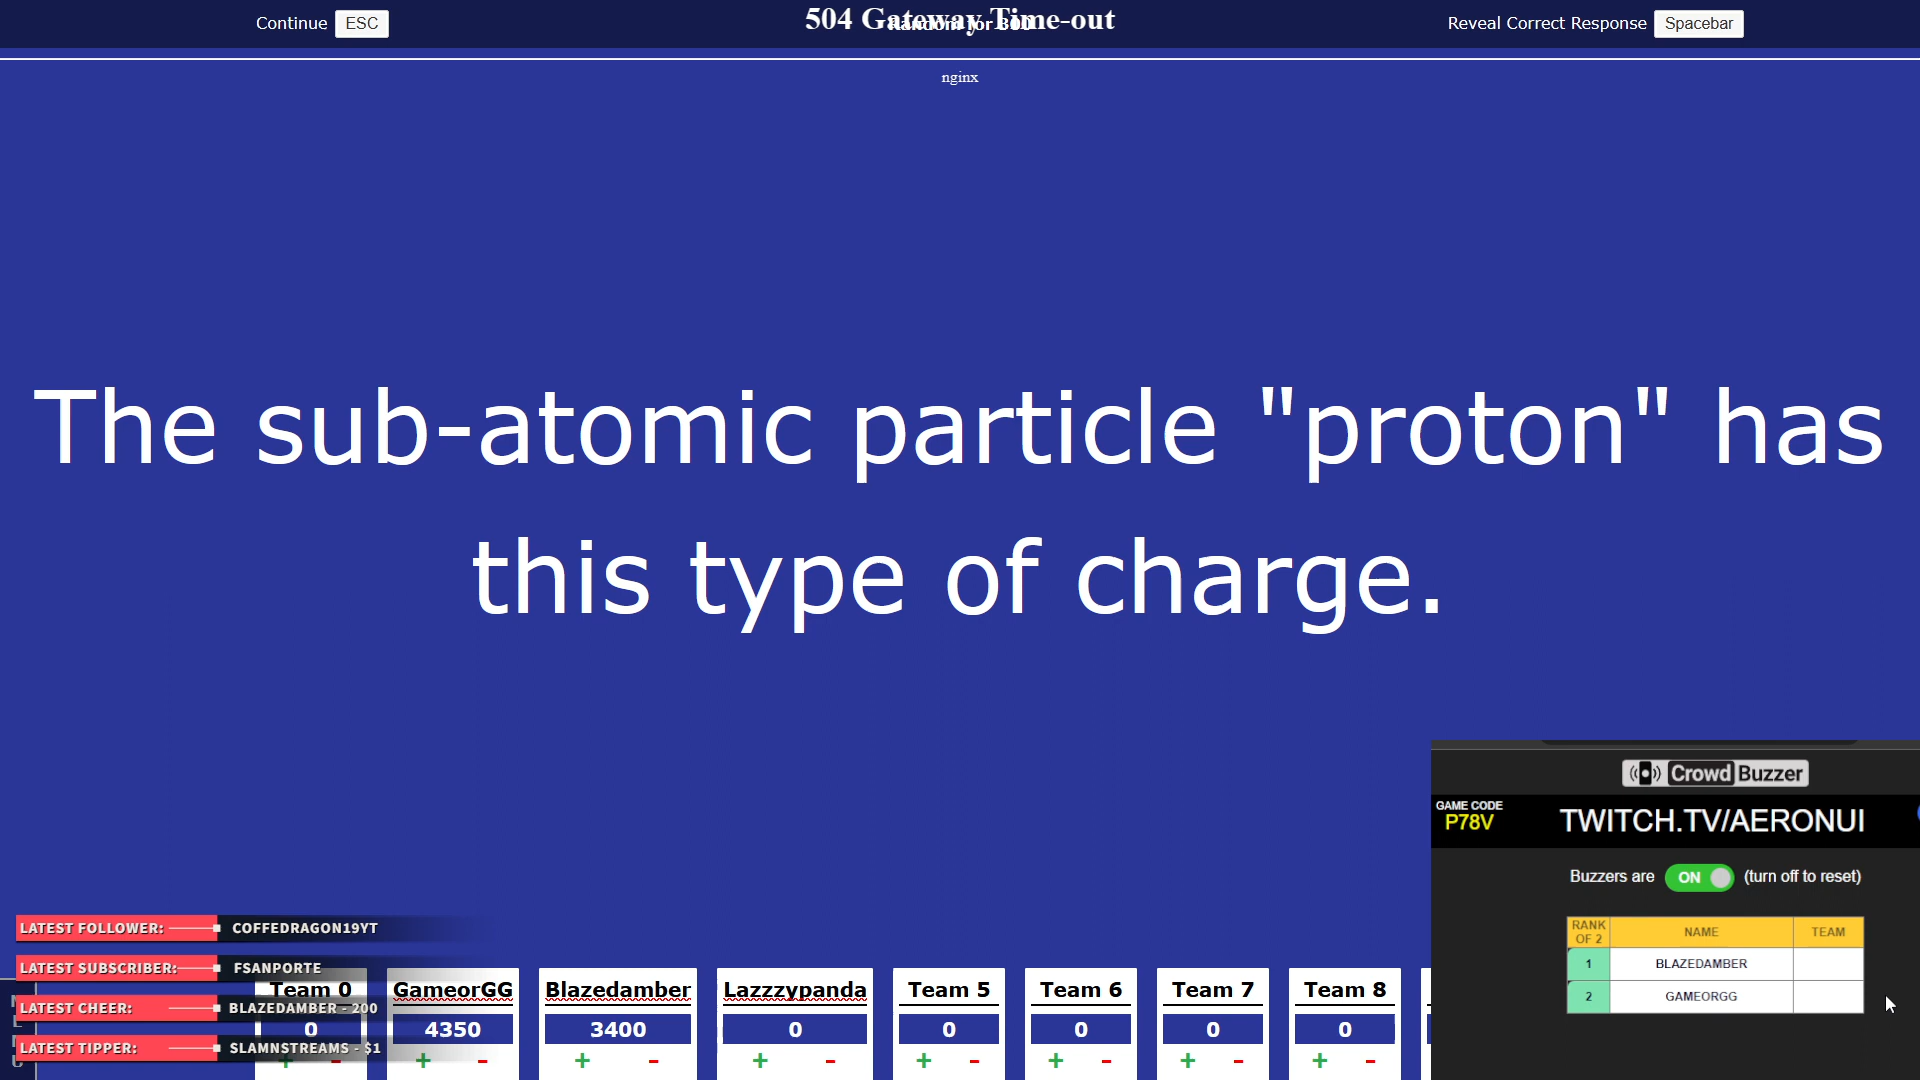 Continue ESC
504 Gateway Time-out
Random for 300
Reveal Correct Response Spacebar
nginx
The sub-atomic particle "proton" has
this type of charge.
Crowd Buzzer
GAME CODE
P78V
TWITCH.TV/AERONUI
Buzzers are ON (turn off to reset)
RANK OF 2 NAME TEAM
1 BLAZEDAMBER
2 GAMEORGG
LATEST FOLLOWER: COFFEDRAGON19YT
LATEST SUBSCRIBER: FSANPORTE
LATEST CHEER: BLAZEDAMBER - 200
LATEST TIPPER: SLAMNSTREAMS - $1
Team 0 GameorGG Blazedamber Lazzzypanda Team 5 Team 6 Team 7 Team 8
0 4350 3400 0 0 0 0 0
+ - + - + - + - + - + - + - + -